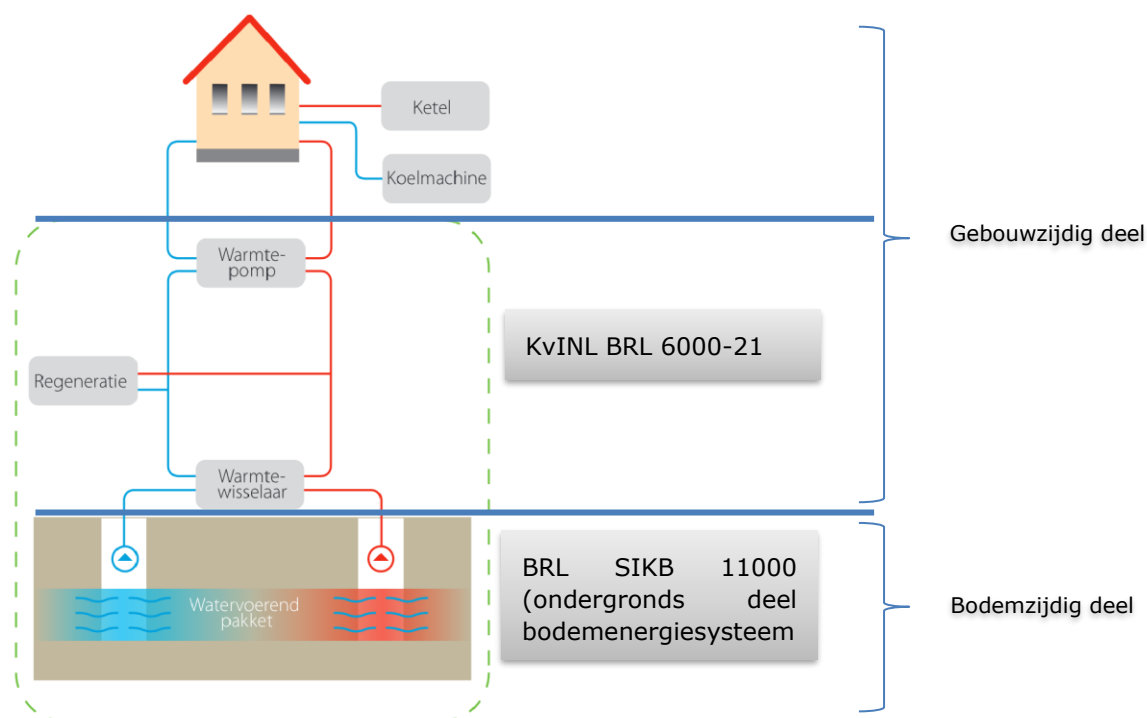 Ketel
Koelmachine
Gebouwzijdig deel
Warmte-
pomp
KvINL BRL 6000-21
Regeneratie
Warmte-
wisselaar
BRL SIKB 11000
(ondergronds deel
bodemenergiesysteem
Watervoerend
pakket
Bodemzijdig deel